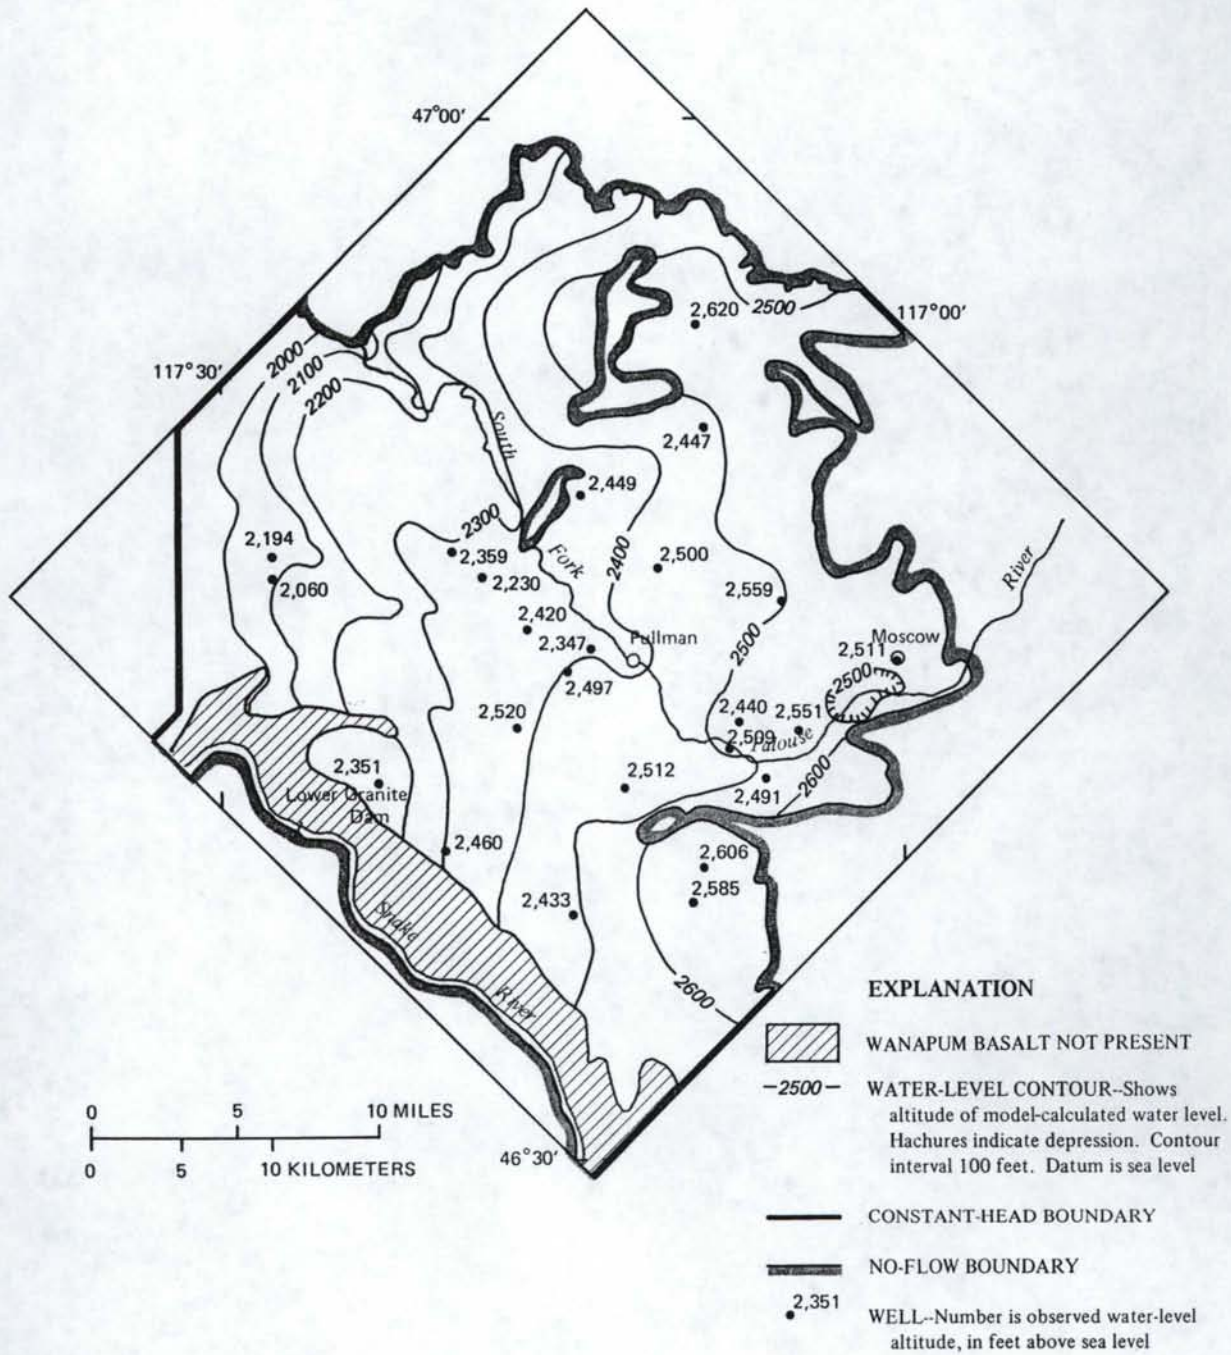 47°00'
2,620
2500
117°00'
2000
117°30'
2100
2200
South
2,447
2,449
2300
2,194
2,359
Fork
2400
2,500
River
2,060
2,230
2,559
2,420
2,347
Pullman
2500
Moscow
2,511
2,497
2500
2,440
2,551
2,520
2,509
Palouse
2,351
2,512
2600
Lower Granite
Dam
2,491
2,460
2,606
2,433
2,585
Snake
River
2600
EXPLANATION
WANAPUM BASALT NOT PRESENT
–2500– WATER-LEVEL CONTOUR--Shows
altitude of model-calculated water level.
Hachures indicate depression. Contour
interval 100 feet. Datum is sea level
0 5 10 MILES
0 5 10 KILOMETERS
46°30'
CONSTANT-HEAD BOUNDARY
NO-FLOW BOUNDARY
2,351 WELL--Number is observed water-level
altitude, in feet above sea level